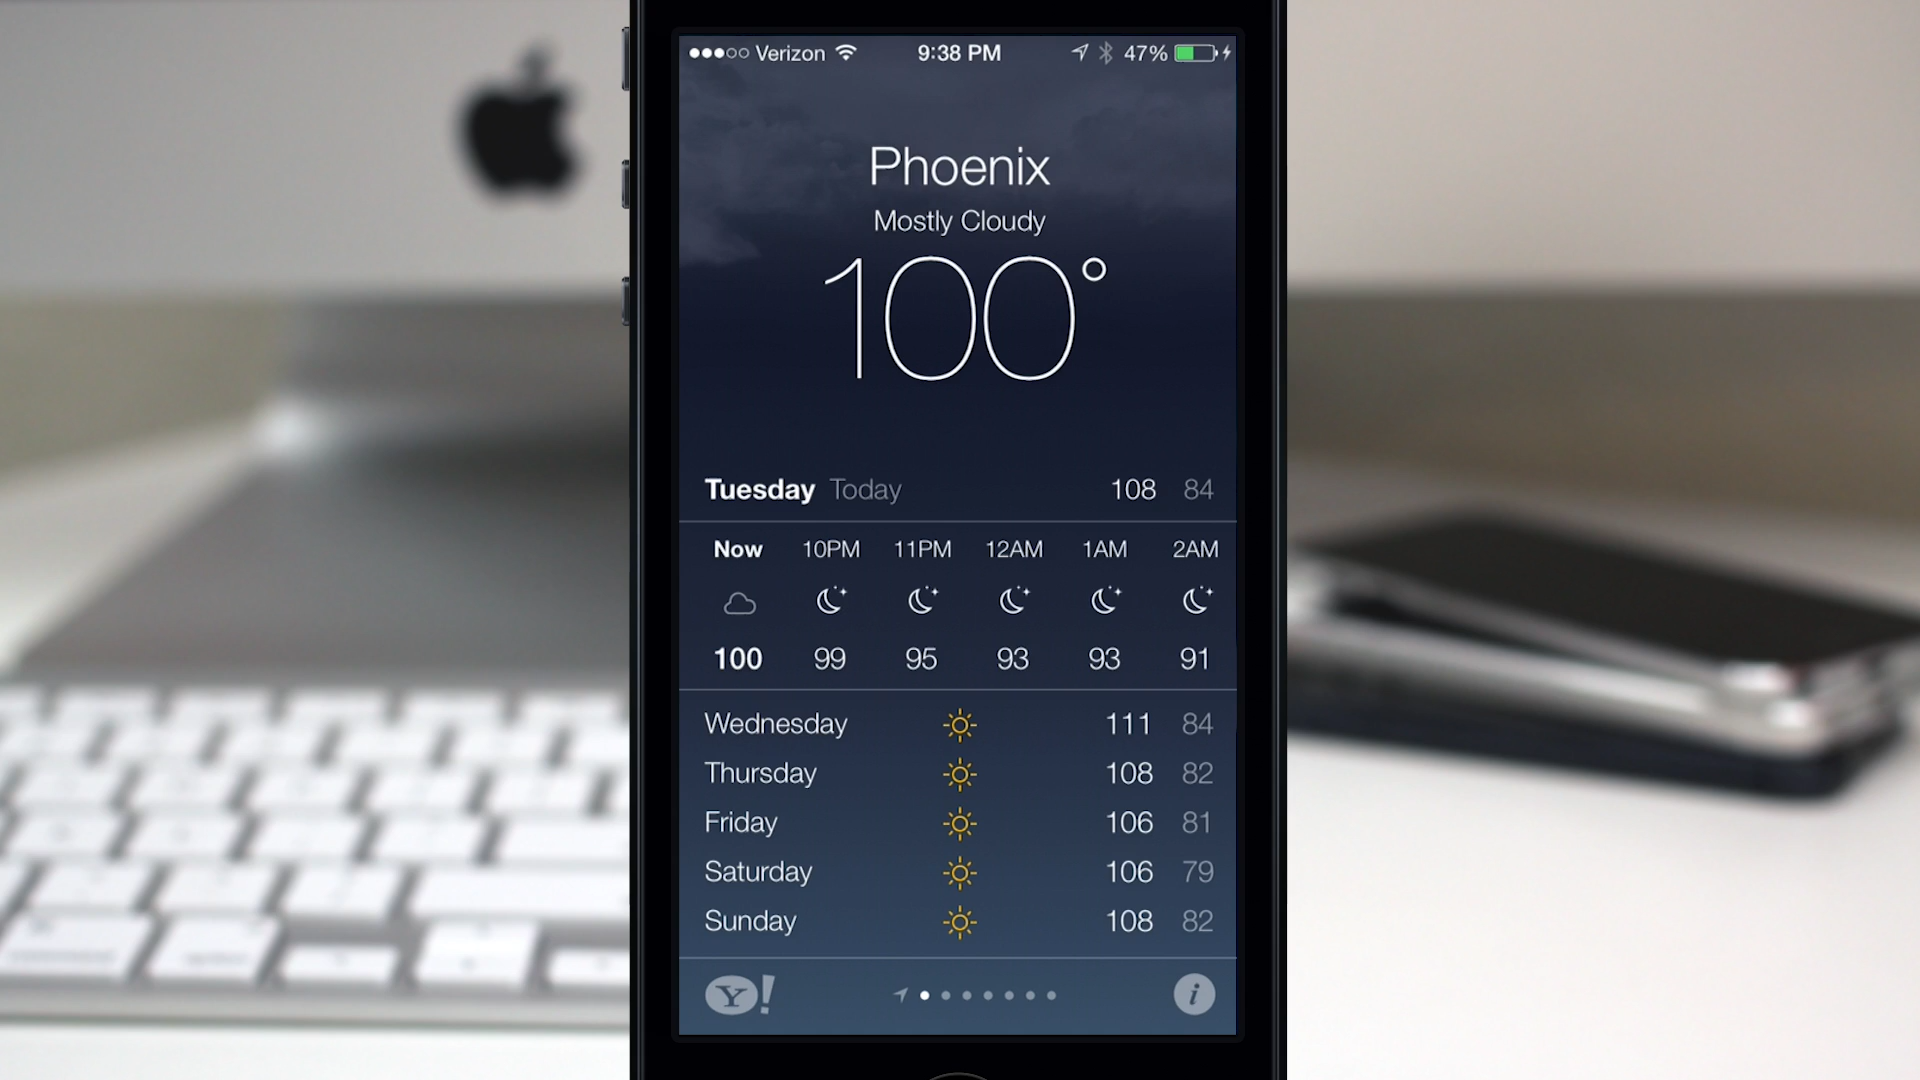 Verizon 9:38 PM 47%
Phoenix
Mostly Cloudy
100°
Tuesday Today 108 84
Now 10PM 11PM 12AM 1AM 2AM
100 99 95 93 93 91
Wednesday 111 84
Thursday 108 82
Friday 106 81
Saturday 106 79
Sunday 108 82
Y! i